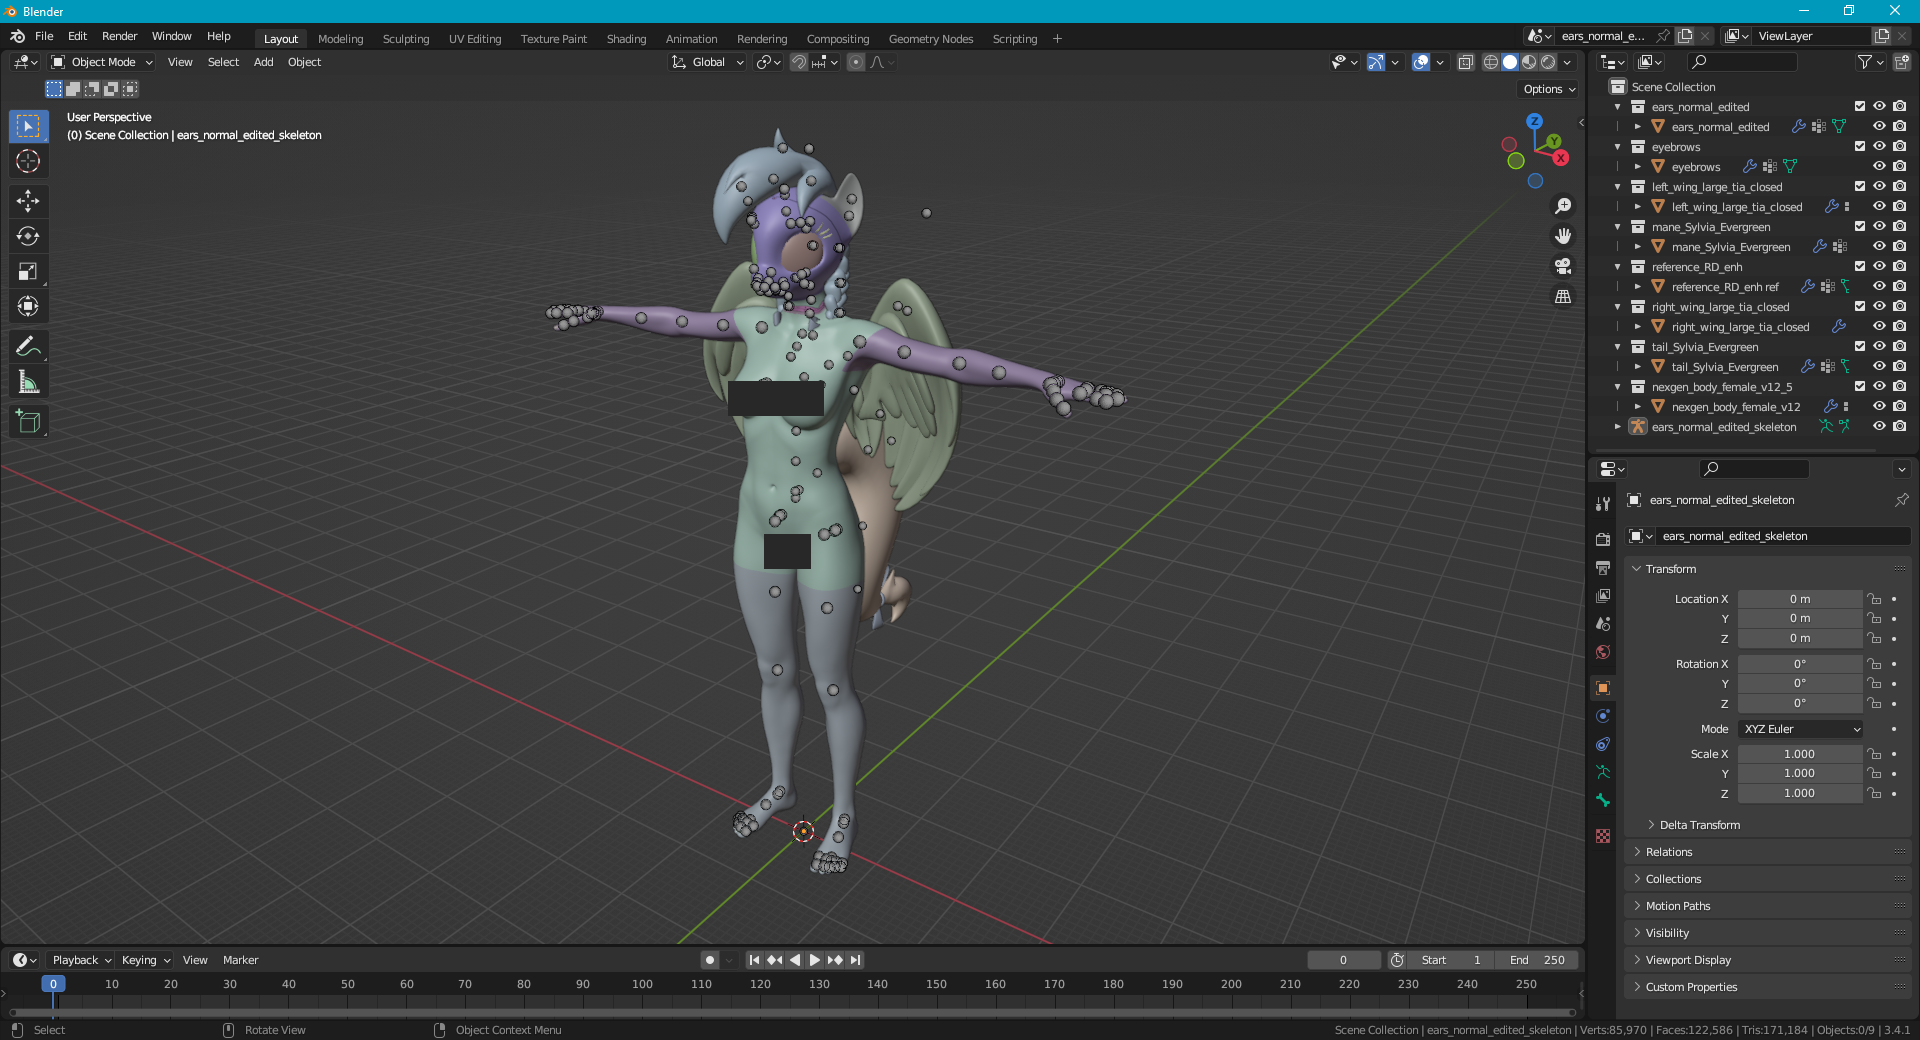 Blender
File Edit Render Window Help Layout Modeling Sculpting UV Editing Texture Paint Shading Animation Rendering Compositing Geometry Nodes Scripting + ears_normal_e... ViewLayer
Object Mode View Select Add Object Global
Options
User Perspective
(0) Scene Collection | ears_normal_edited_skeleton
Z
Y
X
Scene Collection
ears_normal_edited
ears_normal_edited
eyebrows
eyebrows
left_wing_large_tia_closed
left_wing_large_tia_closed
mane_Sylvia_Evergreen
mane_Sylvia_Evergreen
reference_RD_enh
reference_RD_enh ref
right_wing_large_tia_closed
right_wing_large_tia_closed
tail_Sylvia_Evergreen
tail_Sylvia_Evergreen
nexgen_body_female_v12_5
nexgen_body_female_v12
ears_normal_edited_skeleton
ears_normal_edited_skeleton
ears_normal_edited_skeleton
Transform
Location X 0 m
Y 0 m
Z 0 m
Rotation X 0°
Y 0°
Z 0°
Mode XYZ Euler
Scale X 1.000
Y 1.000
Z 1.000
Delta Transform
Relations
Collections
Motion Paths
Visibility
Viewport Display
Custom Properties
Playback Keying View Marker 0 Start 1 End 250
0 10 20 30 40 50 60 70 80 90 100 110 120 130 140 150 160 170 180 190 200 210 220 230 240 250
Select Rotate View Object Context Menu Scene Collection | ears_normal_edited_skeleton | Verts:85,970 | Faces:122,586 | Tris:171,184 | Objects:0/9 | 3.4.1